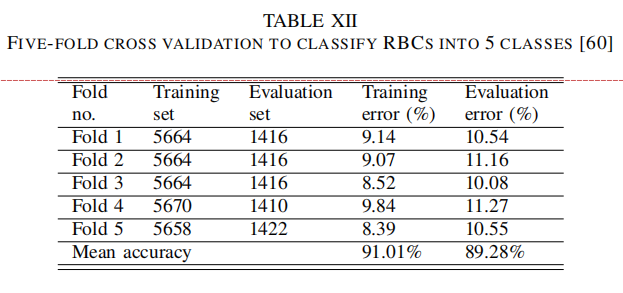 TABLE XII
FIVE-FOLD CROSS VALIDATION TO CLASSIFY RBCS INTO 5 CLASSES [60]
Fold Training Evaluation Training Evaluation
no. set set error (%) error (%)
Fold 1 5664 1416 9.14 10.54
Fold 2 5664 1416 9.07 11.16
Fold 3 5664 1416 8.52 10.08
Fold 4 5670 1410 9.84 11.27
Fold 5 5658 1422 8.39 10.55
Mean accuracy 91.01% 89.28%